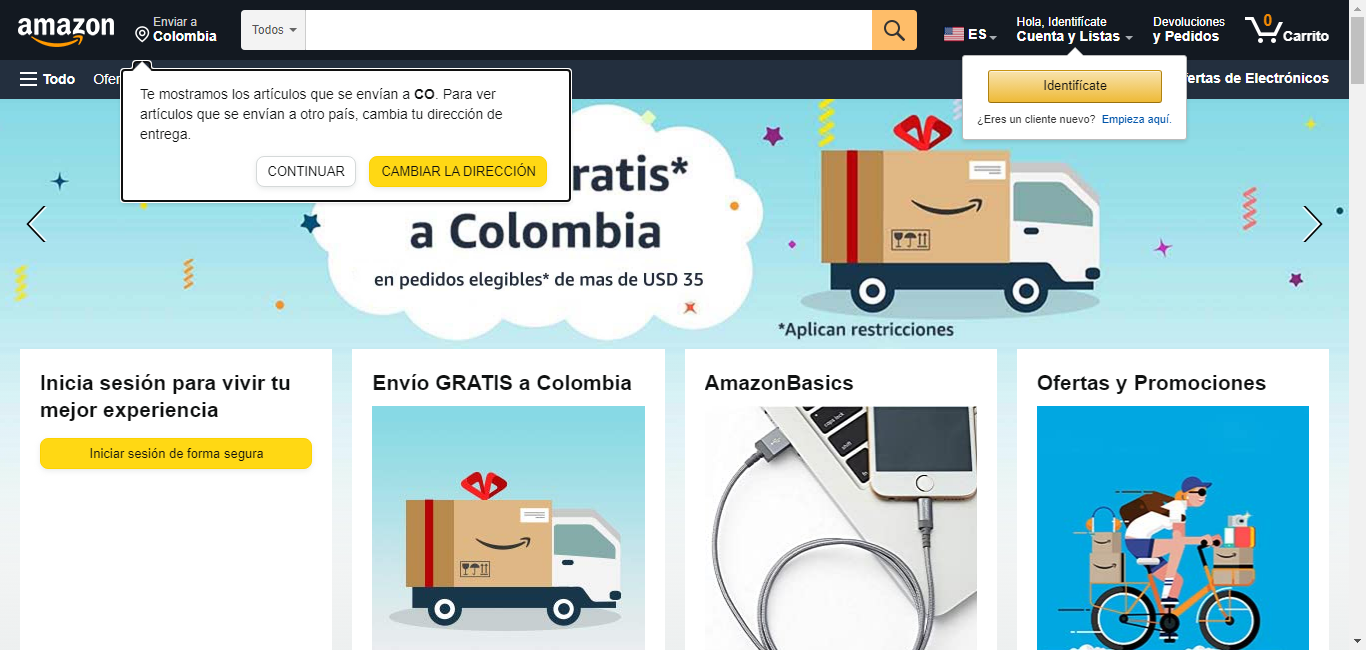 amazon
Enviar a
Colombia
Todos
ES
Hola, Identifícate
Cuenta y Listas
Devoluciones
y Pedidos
0
Carrito
Todo
Ofer
fertas de Electrónicos
Te mostramos los artículos que se envían a CO. Para ver
artículos que se envían a otro país, cambia tu dirección de
entrega.
CONTINUAR
CAMBIAR LA DIRECCIÓN
Identifícate
¿Eres un cliente nuevo? Empieza aquí.
ratis*
a Colombia
en pedidos elegibles* de mas de USD 35
*Aplican restricciones
Inicia sesión para vivir tu
mejor experiencia
Iniciar sesión de forma segura
Envío GRATIS a Colombia
AmazonBasics
caps lock
shift
Ofertas y Promociones